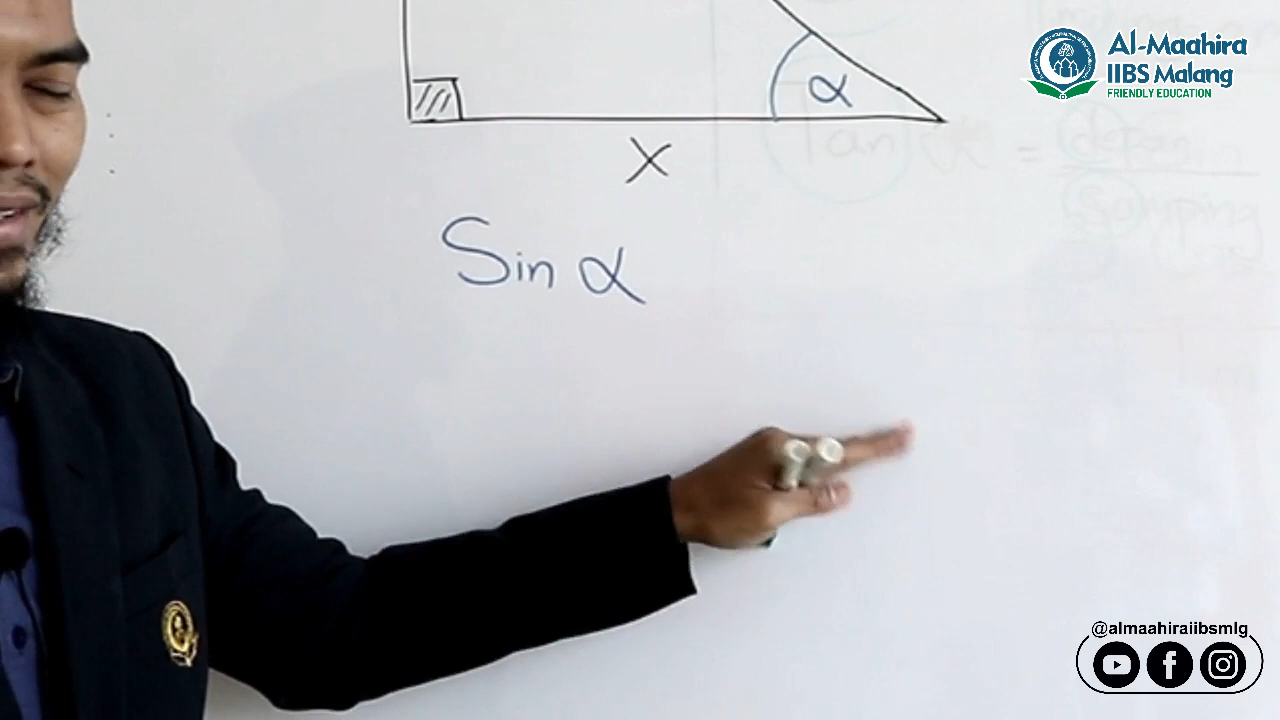 Al-Maahira
IIBS Malang
FRIENDLY EDUCATION
α
x
Tan α = depan
samping
Sin α
@almaahiraiibsmlg